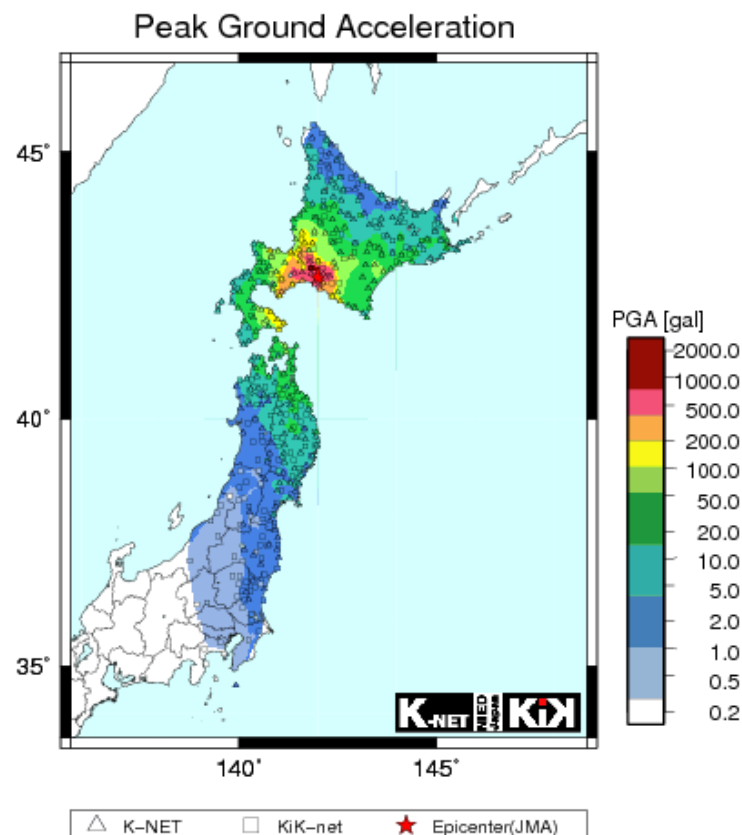 Peak Ground Acceleration
45°
40°
35°
140°
145°
PGA [gal]
2000.0
1000.0
500.0
200.0
100.0
50.0
20.0
10.0
5.0
2.0
1.0
0.5
0.2
K-NET
NIED
Japan
KiK
K-NET
KiK-net
Epicenter(JMA)